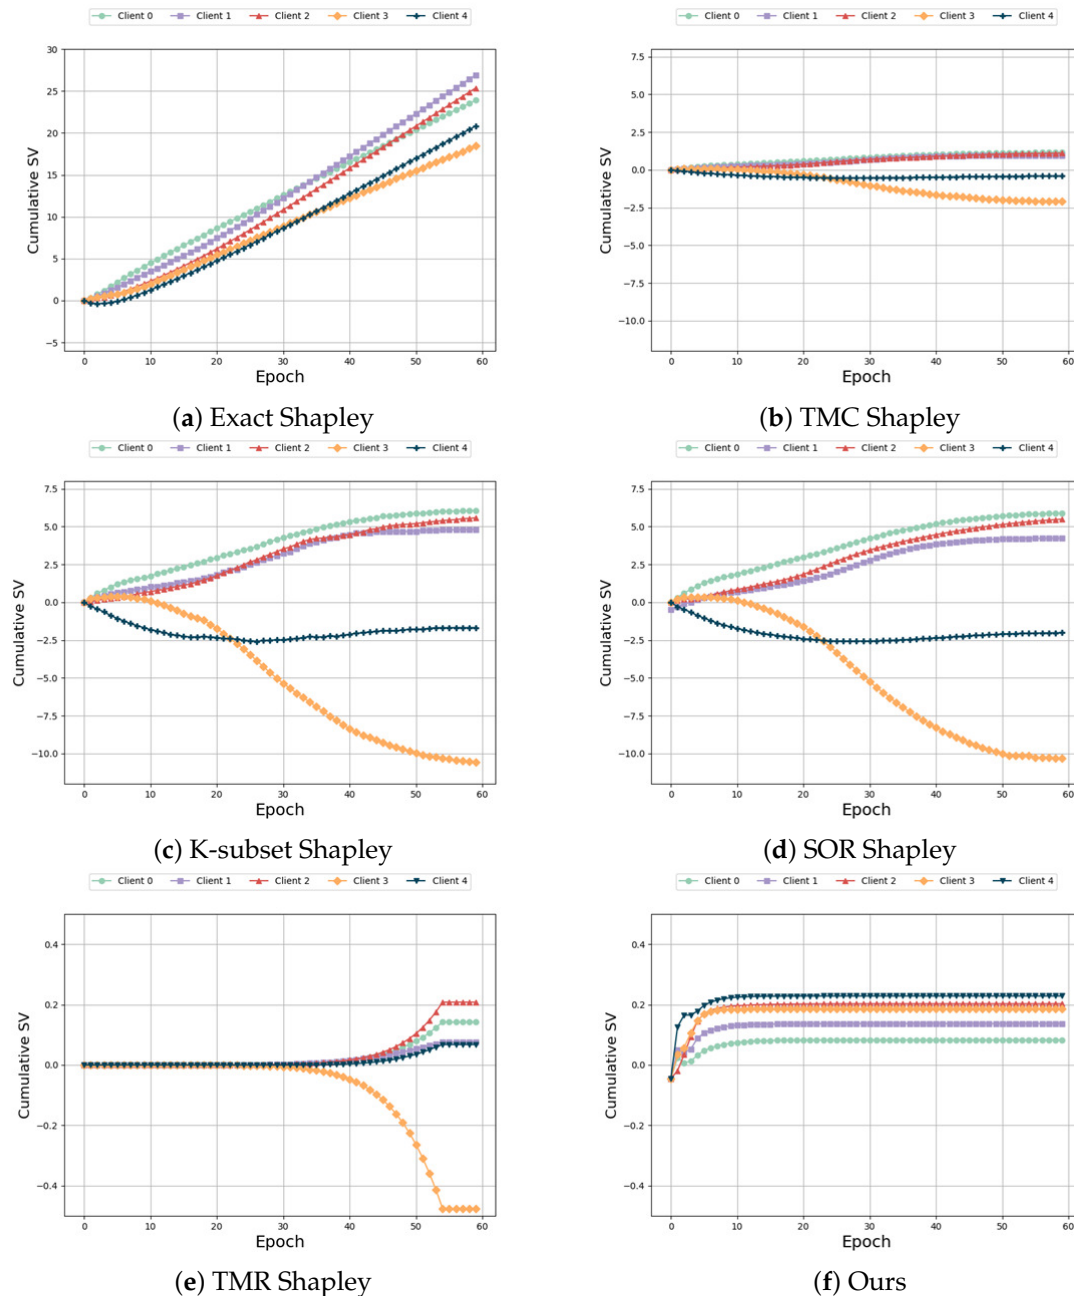 Client 0 Client 1 Client 2 Client 3 Client 4
30
25
20
15
10
5
0
−5
Cumulative SV
0 10 20 30 40 50 60
Epoch
(a) Exact Shapley
Client 0 Client 1 Client 2 Client 3 Client 4
7.5
5.0
2.5
0.0
−2.5
−5.0
−7.5
−10.0
Cumulative SV
0 10 20 30 40 50 60
Epoch
(b) TMC Shapley
Client 0 Client 1 Client 2 Client 3 Client 4
7.5
5.0
2.5
0.0
−2.5
−5.0
−7.5
−10.0
Cumulative SV
0 10 20 30 40 50 60
Epoch
(c) K-subset Shapley
Client 0 Client 1 Client 2 Client 3 Client 4
7.5
5.0
2.5
0.0
−2.5
−5.0
−7.5
−10.0
Cumulative SV
0 10 20 30 40 50 60
Epoch
(d) SOR Shapley
Client 0 Client 1 Client 2 Client 3 Client 4
0.4
0.2
0.0
−0.2
−0.4
Cumulative SV
0 10 20 30 40 50 60
Epoch
(e) TMR Shapley
Client 0 Client 1 Client 2 Client 3 Client 4
0.4
0.2
0.0
−0.2
−0.4
Cumulative SV
0 10 20 30 40 50 60
Epoch
(f) Ours